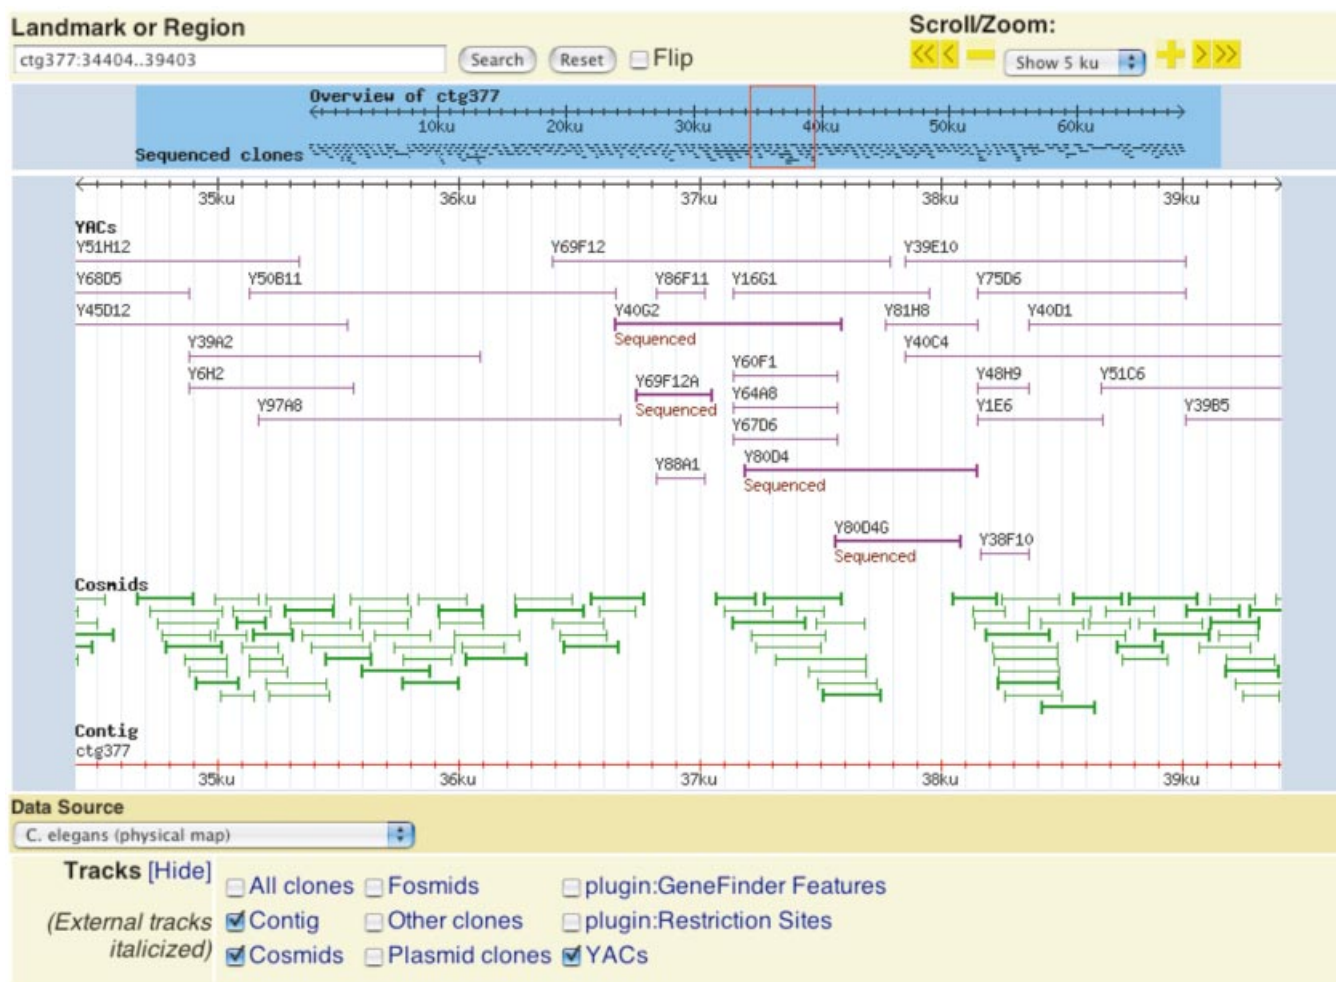 Landmark or Region
Scroll/Zoom:
ctg377:34404..39403
Search
Reset
Flip
Show 5 ku
Overview of ctg377
10ku 20ku 30ku 40ku 50ku 60ku
Sequenced clones
35ku 36ku 37ku 38ku 39ku
YACs
Y51H12 Y69F12 Y39E10
Y68D5 Y50B11 Y86F11 Y16G1 Y75D6
Y45D12 Y40G2 Y81H8 Y40D1
Sequenced
Y39A2 Y40C4
Y60F1
Y6H2 Y69F12A Y48H9 Y51C6
Y64A8
Sequenced
Y97A8 Y1E6 Y39B5
Y67D6
Y88A1 Y80D4
Sequenced
Y80D4G Y38F10
Sequenced
Cosmids
Contig
ctg377
35ku 36ku 37ku 38ku 39ku
Data Source
C. elegans (physical map)
Tracks [Hide]
(External tracks italicized)
All clones Fosmids plugin:GeneFinder Features
Contig Other clones plugin:Restriction Sites
Cosmids Plasmid clones YACs